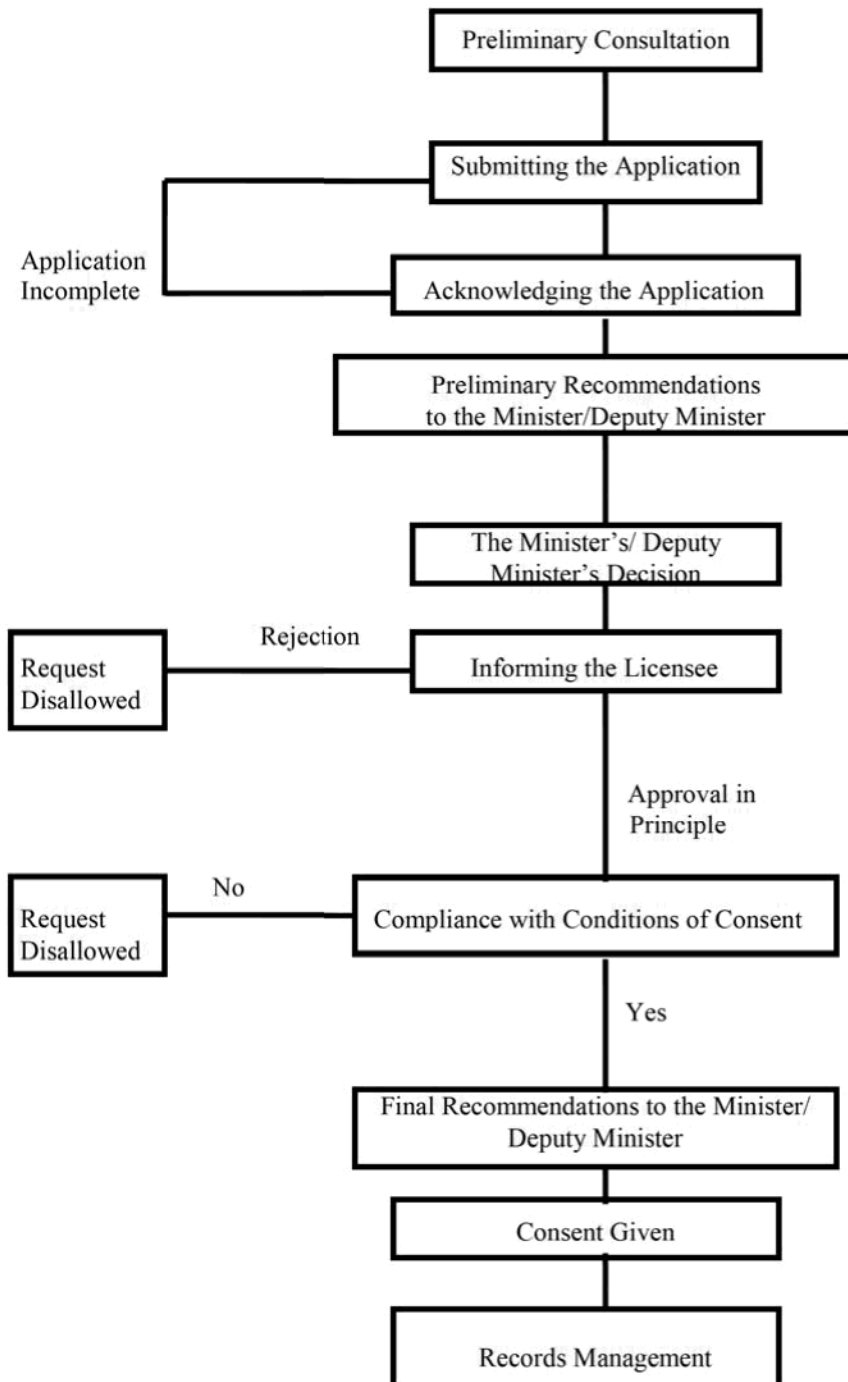 Preliminary Consultation
Submitting the Application
Application
Incomplete
Acknowledging the Application
Preliminary Recommendations
to the Minister/Deputy Minister
The Minister’s/ Deputy
Minister’s Decision
Rejection
Request
Disallowed
Informing the Licensee
Approval in
Principle
No
Request
Disallowed
Compliance with Conditions of Consent
Yes
Final Recommendations to the Minister/
Deputy Minister
Consent Given
Records Management